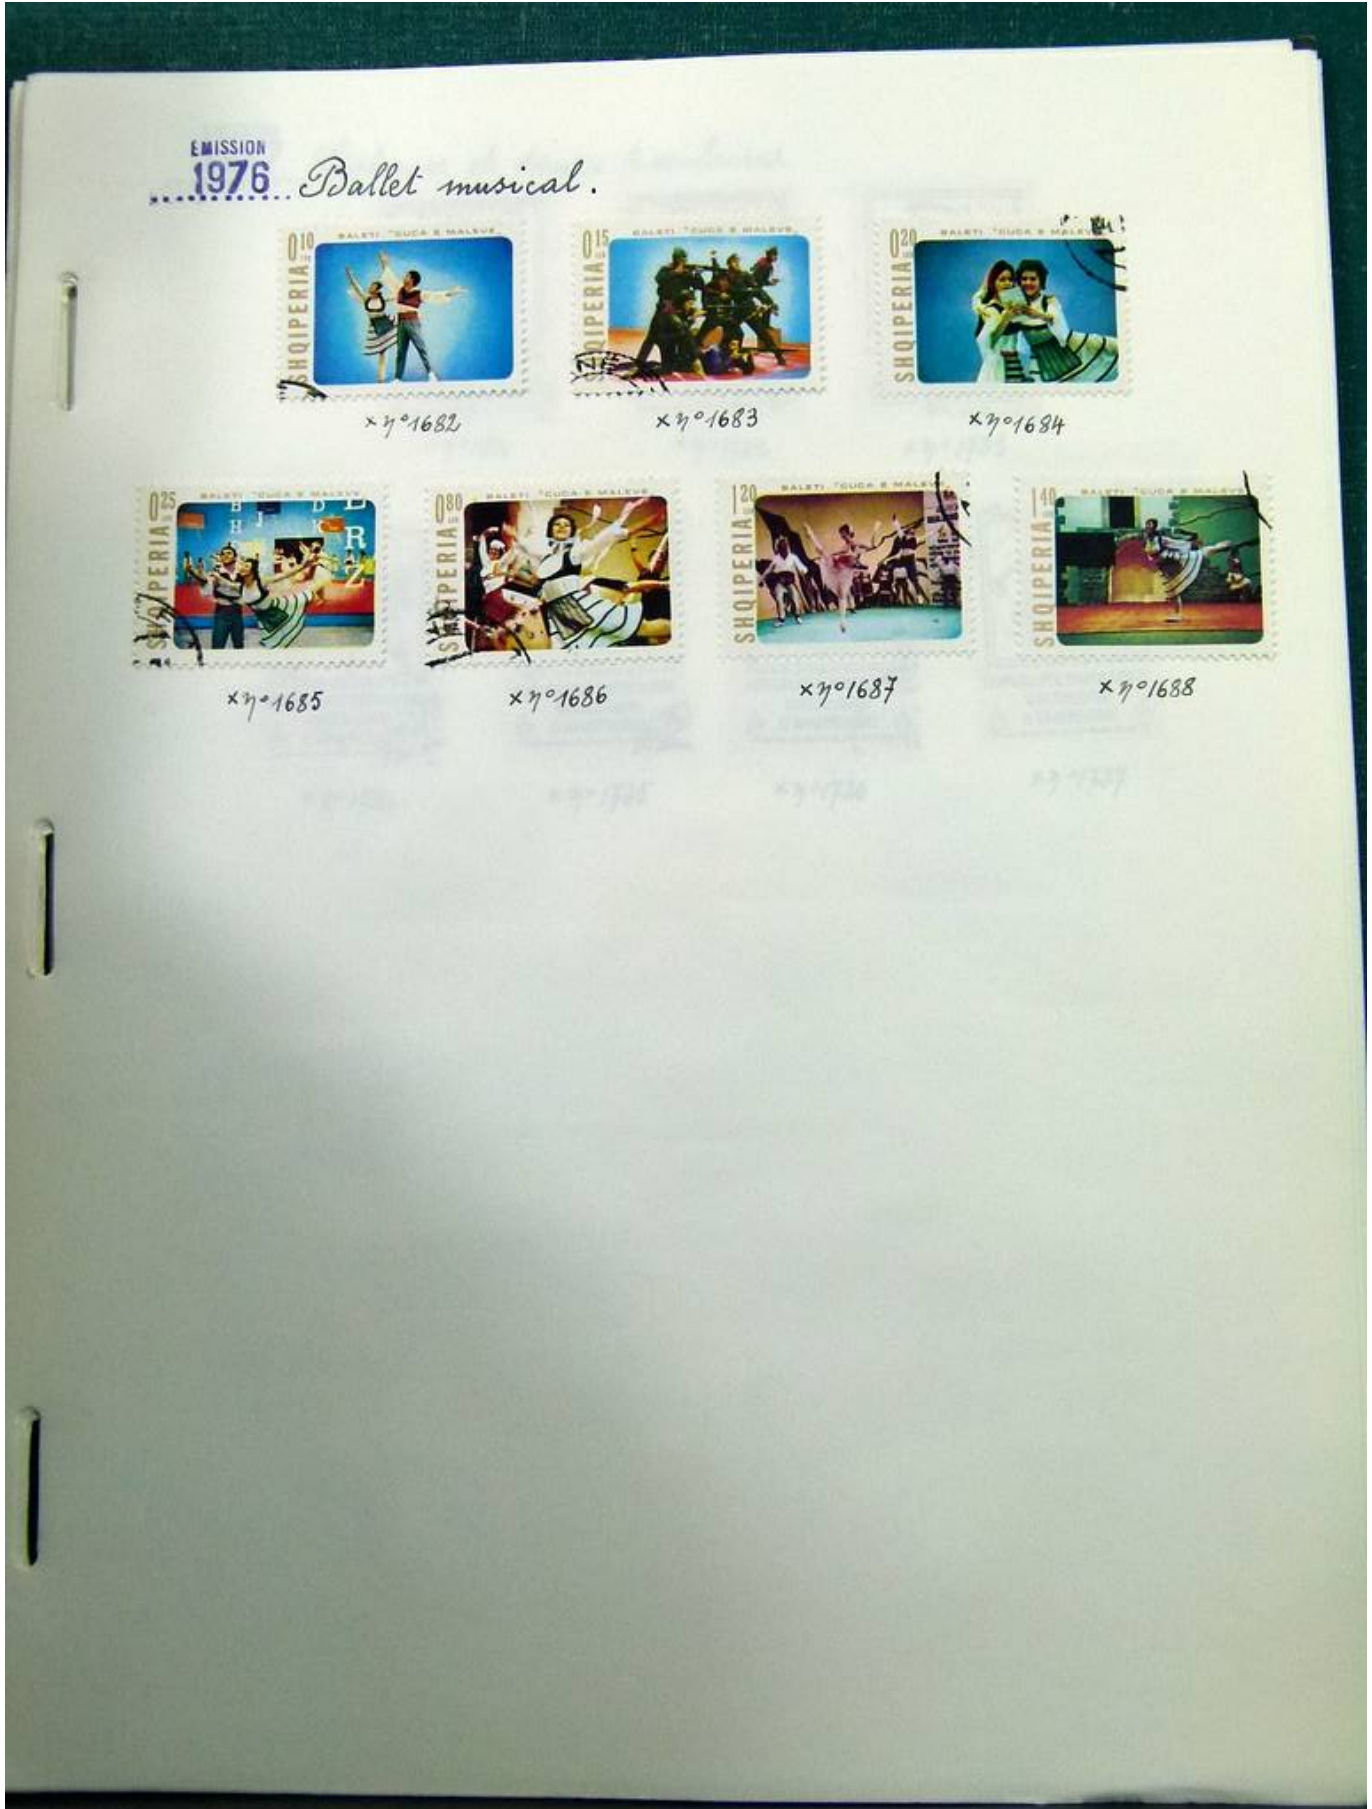 EMISSION
1976 Ballet musical.
0,10 BALETI "CUCA E MALEVE
SHQIPERIA
0,15 BALETI "CUCA E MALEVE
SHQIPERIA
0,20 BALETI "CUCA E MALEVE
SHQIPERIA
x n° 1682
x n° 1683
x n° 1684
0,25 BALETI "CUCA E MALEVE
SHQIPERIA
B D
H J K R
Z
0,80 BALETI "CUCA E MALEVE
SHQIPERIA
1,20 BALETI "CUCA E MALEVE
SHQIPERIA
1,40 BALETI "CUCA E MALEVE
SHQIPERIA
x n° 1685
x n° 1686
x n° 1687
x n° 1688